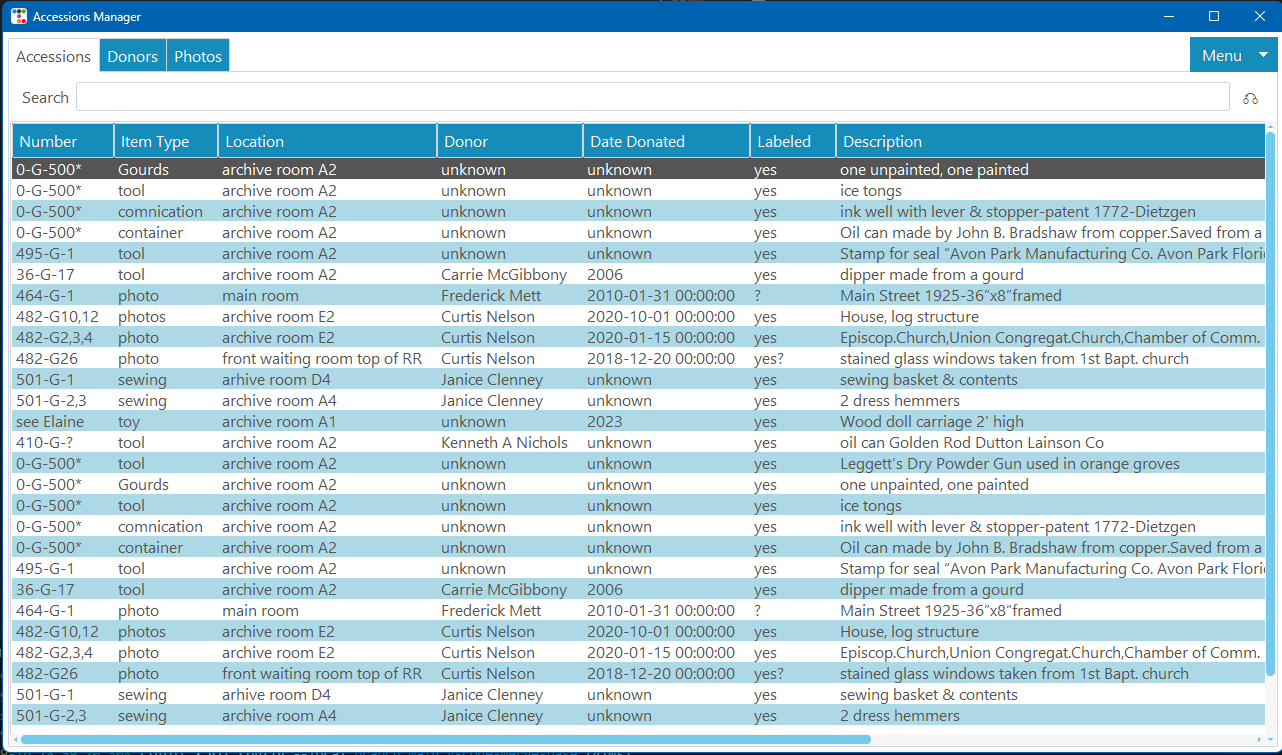 Accessions Manager
Accessions Donors Photos Menu
Search
Number Item Type Location Donor Date Donated Labeled Description
0-G-500* Gourds archive room A2 unknown unknown yes one unpainted, one painted
0-G-500* tool archive room A2 unknown unknown yes ice tongs
0-G-500* comnication archive room A2 unknown unknown yes ink well with lever & stopper-patent 1772-Dietzgen
0-G-500* container archive room A2 unknown unknown yes Oil can made by John B. Bradshaw from copper.Saved from a
495-G-1 tool archive room A2 unknown unknown yes Stamp for seal “Avon Park Manufacturing Co. Avon Park Flori
36-G-17 tool archive room A2 Carrie McGibbony 2006 yes dipper made from a gourd
464-G-1 photo main room Frederick Mett 2010-01-31 00:00:00 ? Main Street 1925-36”x8”framed
482-G10,12 photos archive room E2 Curtis Nelson 2020-10-01 00:00:00 yes House, log structure
482-G2,3,4 photo archive room E2 Curtis Nelson 2020-01-15 00:00:00 yes Episcop.Church,Union Congregat.Church,Chamber of Comm.
482-G26 photo front waiting room top of RR Curtis Nelson 2018-12-20 00:00:00 yes? stained glass windows taken from 1st Bapt. church
501-G-1 sewing arhive room D4 Janice Clenney unknown yes sewing basket & contents
501-G-2,3 sewing archive room A4 Janice Clenney unknown yes 2 dress hemmers
see Elaine toy archive room A1 unknown 2023 yes Wood doll carriage 2' high
410-G-? tool archive room A2 Kenneth A Nichols unknown yes oil can Golden Rod Dutton Lainson Co
0-G-500* tool archive room A2 unknown unknown yes Leggett's Dry Powder Gun used in orange groves
0-G-500* Gourds archive room A2 unknown unknown yes one unpainted, one painted
0-G-500* tool archive room A2 unknown unknown yes ice tongs
0-G-500* comnication archive room A2 unknown unknown yes ink well with lever & stopper-patent 1772-Dietzgen
0-G-500* container archive room A2 unknown unknown yes Oil can made by John B. Bradshaw from copper.Saved from a
495-G-1 tool archive room A2 unknown unknown yes Stamp for seal “Avon Park Manufacturing Co. Avon Park Flori
36-G-17 tool archive room A2 Carrie McGibbony 2006 yes dipper made from a gourd
464-G-1 photo main room Frederick Mett 2010-01-31 00:00:00 ? Main Street 1925-36”x8”framed
482-G10,12 photos archive room E2 Curtis Nelson 2020-10-01 00:00:00 yes House, log structure
482-G2,3,4 photo archive room E2 Curtis Nelson 2020-01-15 00:00:00 yes Episcop.Church,Union Congregat.Church,Chamber of Comm.
482-G26 photo front waiting room top of RR Curtis Nelson 2018-12-20 00:00:00 yes? stained glass windows taken from 1st Bapt. church
501-G-1 sewing arhive room D4 Janice Clenney unknown yes sewing basket & contents
501-G-2,3 sewing archive room A4 Janice Clenney unknown yes 2 dress hemmers